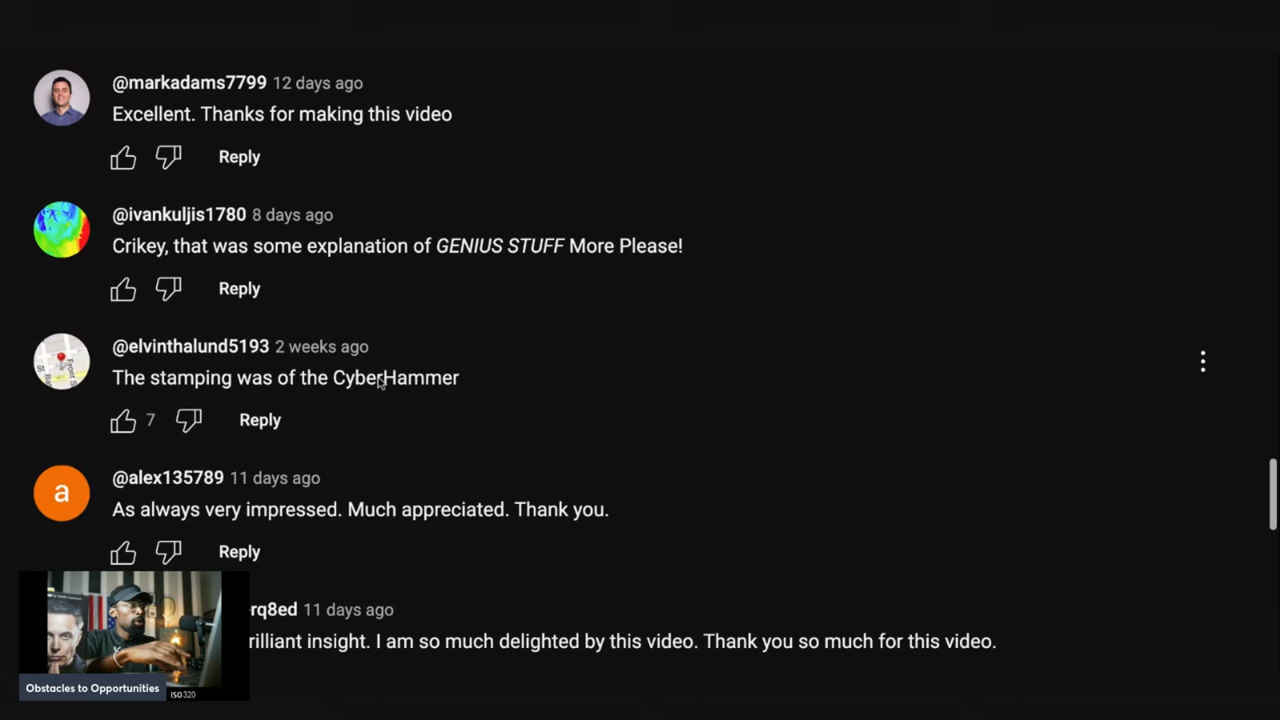 @markadams7799 12 days ago
Excellent. Thanks for making this video
Reply
@ivankuljis1780 8 days ago
Crikey, that was some explanation of GENIUS STUFF More Please!
Reply
@elvinthalund5193 2 weeks ago
The stamping was of the CyberHammer
7 Reply
a
@alex135789 11 days ago
As always very impressed. Much appreciated. Thank you.
Reply
rq8ed 11 days ago
rilliant insight. I am so much delighted by this video. Thank you so much for this video.
Obstacles to Opportunities
ISO 320